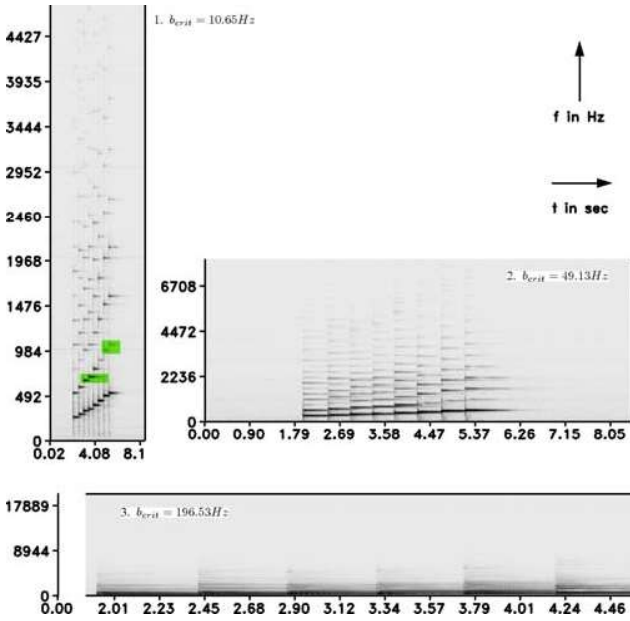 1. b_crit = 10.65Hz
4427
3935
3444
2952
2460
1968
1476
984
492
0
0.02 4.08 8.1
f in Hz
t in sec
2. b_crit = 49.13Hz
6708
4472
2236
0
0.00 0.90 1.79 2.69 3.58 4.47 5.37 6.26 7.15 8.05
3. b_crit = 196.53Hz
17889
8944
0
0.00 2.01 2.23 2.45 2.68 2.90 3.12 3.34 3.57 3.79 4.01 4.24 4.46